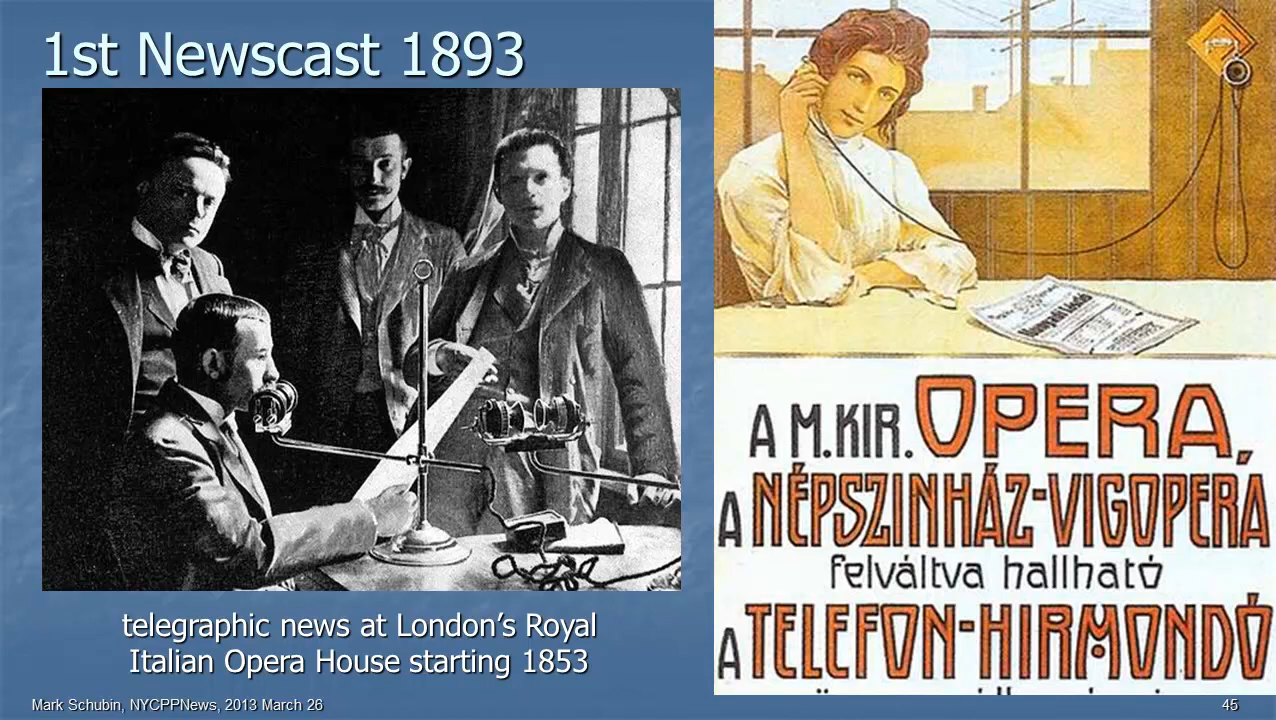 1st Newscast 1893
telegraphic news at London’s Royal
Italian Opera House starting 1853
A M.KIR. OPERA,
A NÉPSZINHÁZ-VIGOPERA
felváltva hallható
A TELEFON-HIRMONDÓ
Mark Schubin, NYCPPNews, 2013 March 26
45